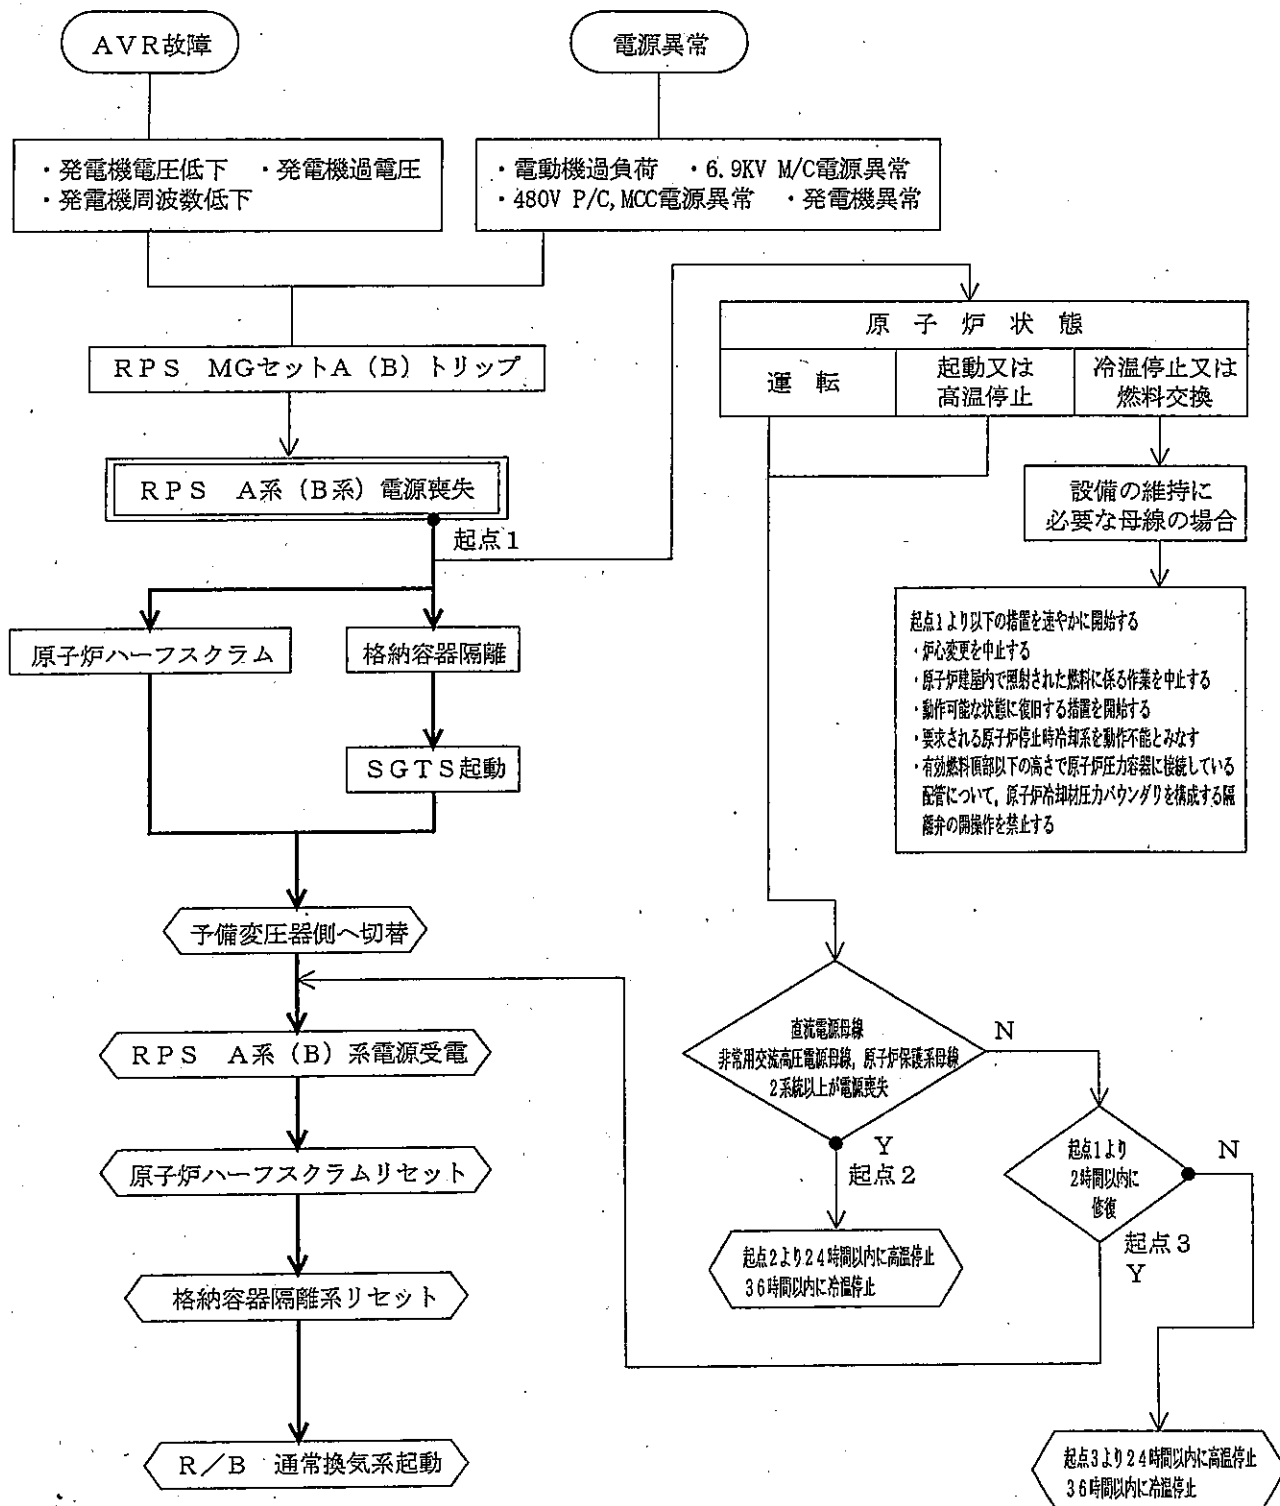 AVR故障
電源異常
・発電機電圧低下 ・発電機過電圧
・発電機周波数低下
・電動機過負荷 ・6.9KV M/C電源異常
・480V P/C,MCC電源異常 ・発電機異常
RPS MGセットA(B)トリップ
RPS A系(B系)電源喪失
起点1
原子炉状態
運転
起動又は
高温停止
冷温停止又は
燃料交換
設備の維持に
必要な母線の場合
起点1より以下の措置を速やかに開始する
・炉心変更を中止する
・原子炉建屋内で照射された燃料に係る作業を中止する
・動作可能な状態に復旧する措置を開始する
・要求される原子炉停止時冷却系を動作不能とみなす
・有効燃料頂部以下の高さで原子炉圧力容器に接続している
配管について,原子炉冷却材圧力バウンダリを構成する隔
離弁の開操作を禁止する
原子炉ハーフスクラム
格納容器隔離
SGTS起動
予備変圧器側へ切替
RPS A系(B)系電源受電
原子炉ハーフスクラムリセット
格納容器隔離系リセット
R/B 通常換気系起動
直流電源母線
非常用交流高圧電源母線,原子炉保護系母線
2系統以上が電源喪失
N
Y
起点2
起点2より24時間以内に高温停止
36時間以内に冷温停止
起点1より
2時間以内に
修復
N
起点3
Y
起点3より24時間以内に高温停止
36時間以内に冷温停止